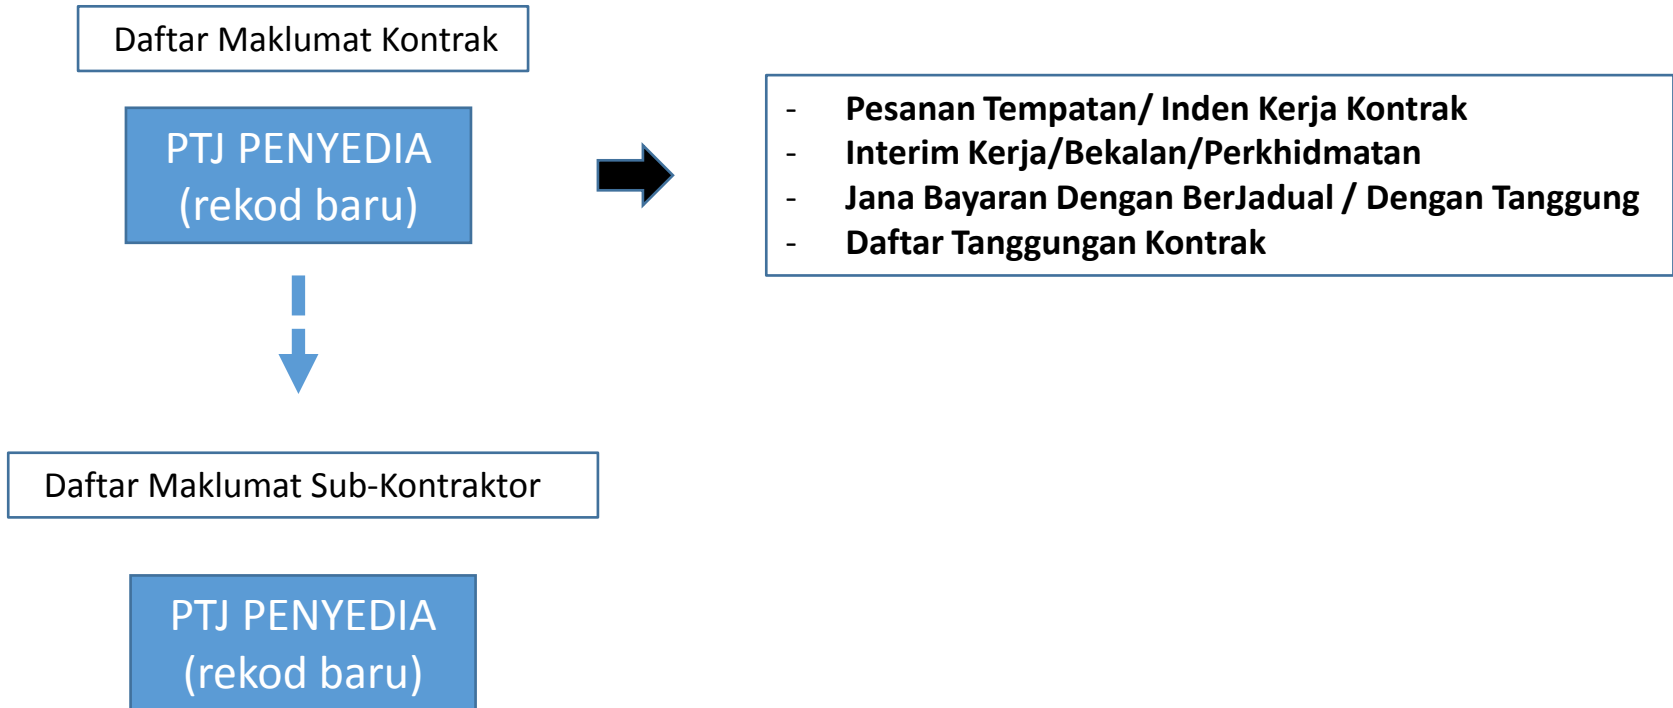 Daftar Maklumat Kontrak
PTJ PENYEDIA
(rekod baru)
- Pesanan Tempatan/ Inden Kerja Kontrak
- Interim Kerja/Bekalan/Perkhidmatan
- Jana Bayaran Dengan BerJadual / Dengan Tanggung
- Daftar Tanggungan Kontrak
Daftar Maklumat Sub-Kontraktor
PTJ PENYEDIA
(rekod baru)